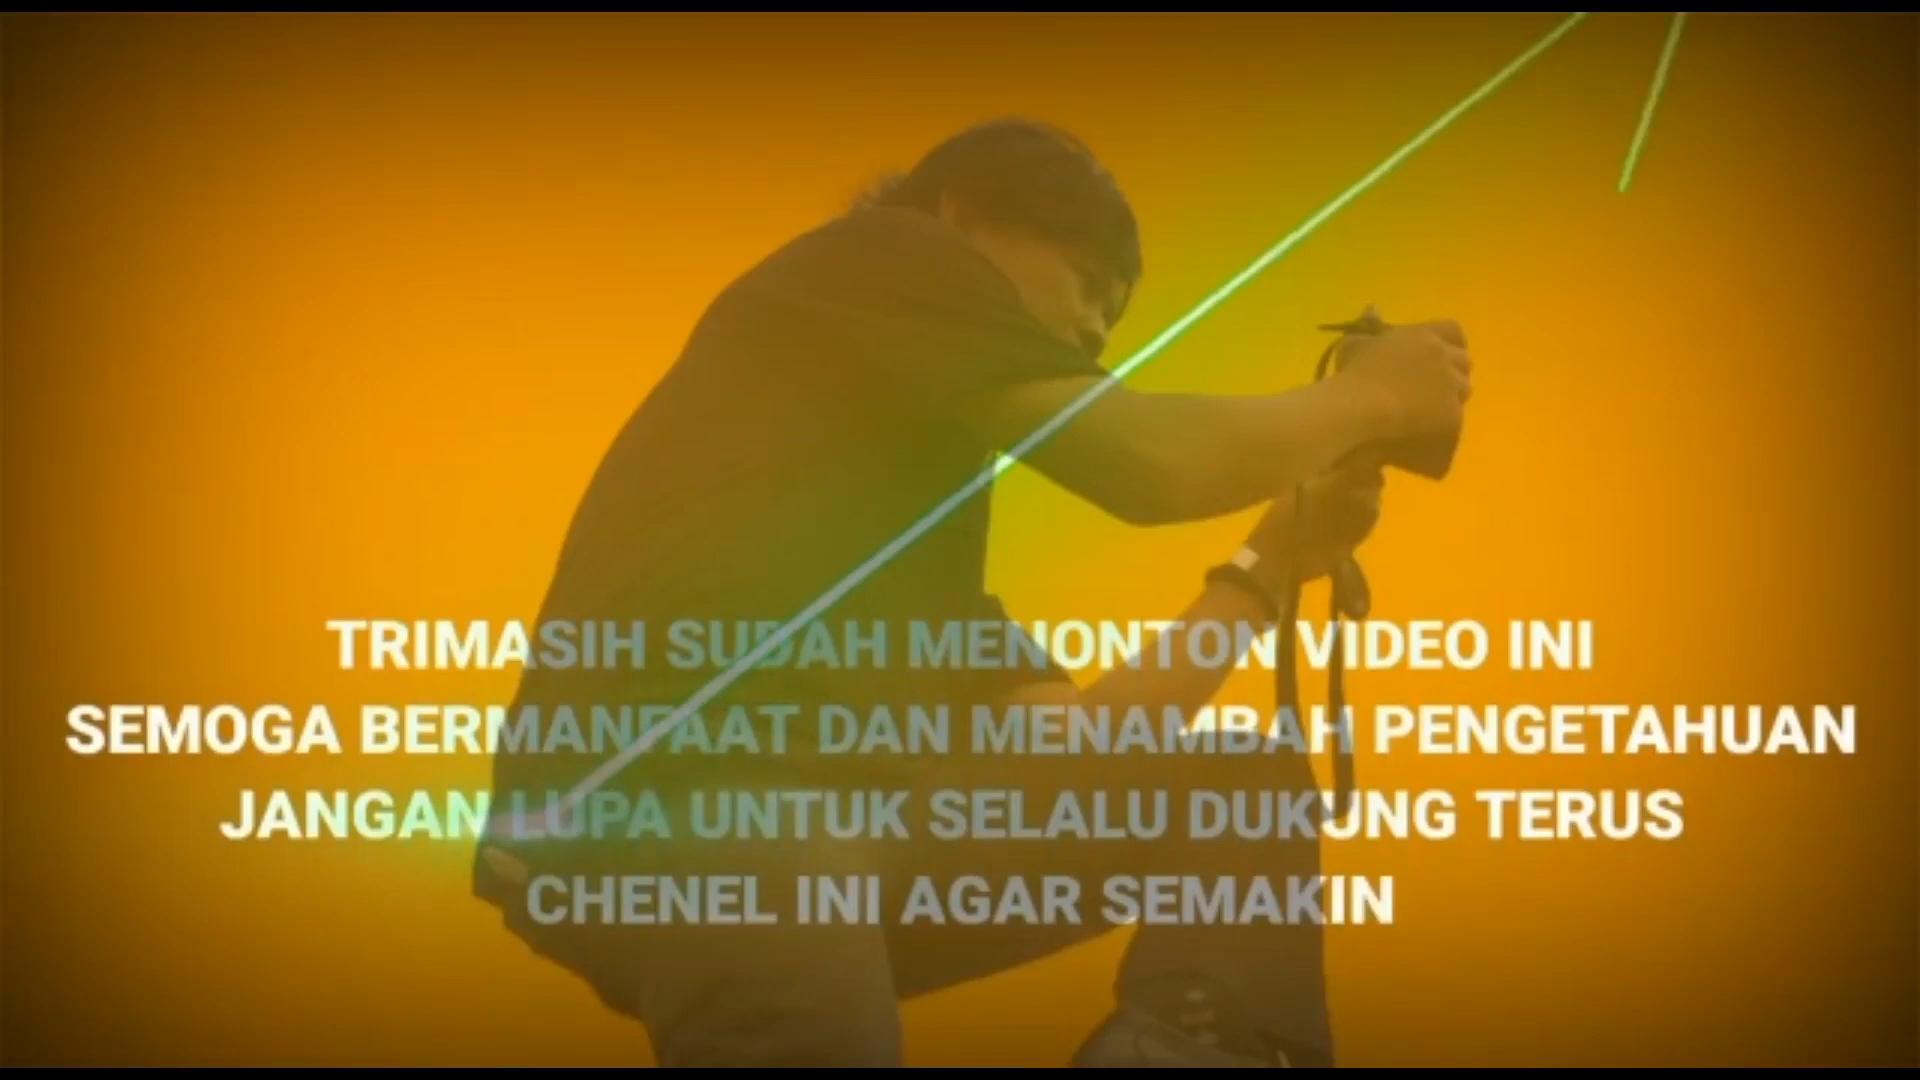 TRIMASIH SUDAH MENONTON VIDEO INI
SEMOGA BERMANFAAT DAN MENAMBAH PENGETAHUAN
JANGAN LUPA UNTUK SELALU DUKUNG TERUS
CHENEL INI AGAR SEMAKIN